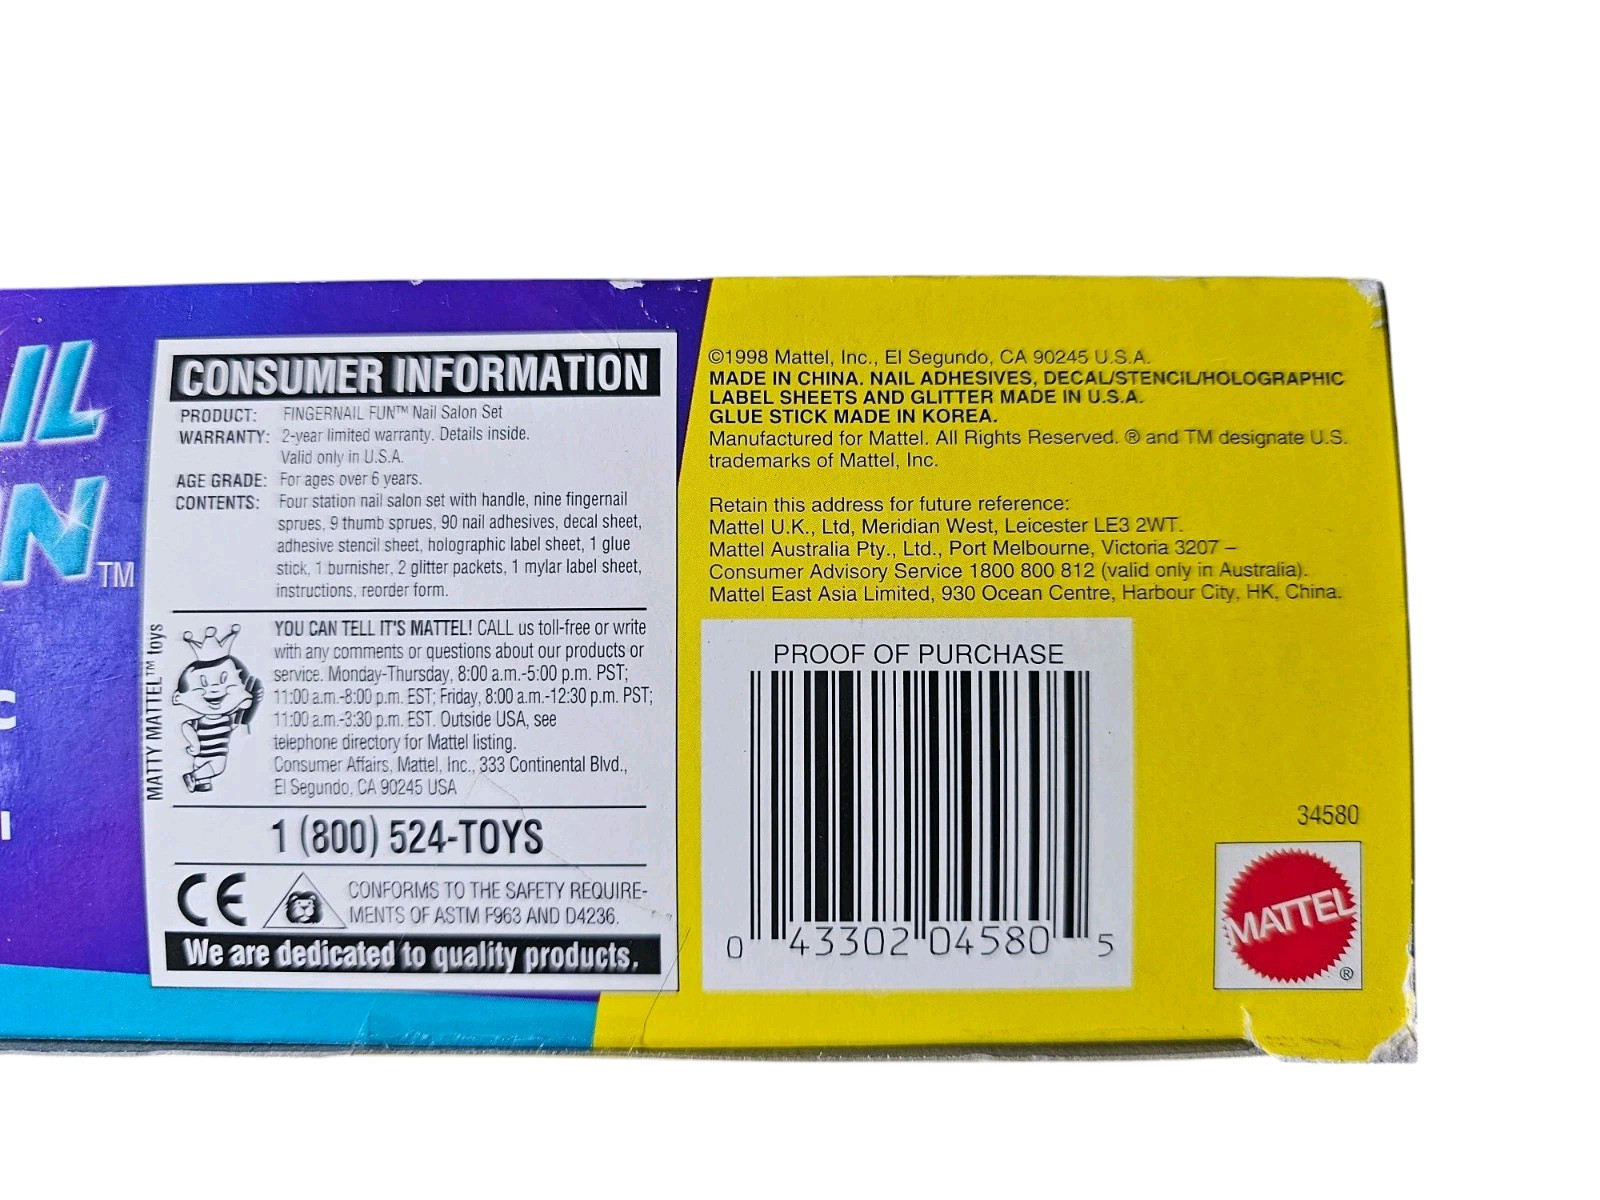 IL
N™
C
I
CONSUMER INFORMATION
PRODUCT: FINGERNAIL FUN™ Nail Salon Set
WARRANTY: 2-year limited warranty. Details inside.
Valid only in U.S.A.
AGE GRADE: For ages over 6 years.
CONTENTS: Four station nail salon set with handle, nine fingernail
sprues, 9 thumb sprues, 90 nail adhesives, decal sheet,
adhesive stencil sheet, holographic label sheet, 1 glue
stick, 1 burnisher, 2 glitter packets, 1 mylar label sheet,
instructions, reorder form.
MATTY MATTEL™ toys
YOU CAN TELL IT'S MATTEL! CALL us toll-free or write
with any comments or questions about our products or
service. Monday-Thursday, 8:00 a.m.-5:00 p.m. PST;
11:00 a.m.-8:00 p.m. EST; Friday, 8:00 a.m.-12:30 p.m. PST;
11:00 a.m.-3:30 p.m. EST. Outside USA, see
telephone directory for Mattel listing.
Consumer Affairs, Mattel, Inc., 333 Continental Blvd.,
El Segundo, CA 90245 USA
1 (800) 524-TOYS
CE
CONFORMS TO THE SAFETY REQUIRE-
MENTS OF ASTM F963 AND D4236.
We are dedicated to quality products.
©1998 Mattel, Inc., El Segundo, CA 90245 U.S.A.
MADE IN CHINA. NAIL ADHESIVES, DECAL/STENCIL/HOLOGRAPHIC
LABEL SHEETS AND GLITTER MADE IN U.S.A.
GLUE STICK MADE IN KOREA.
Manufactured for Mattel. All Rights Reserved. ® and TM designate U.S.
trademarks of Mattel, Inc.
Retain this address for future reference:
Mattel U.K., Ltd, Meridian West, Leicester LE3 2WT.
Mattel Australia Pty., Ltd., Port Melbourne, Victoria 3207 –
Consumer Advisory Service 1800 800 812 (valid only in Australia).
Mattel East Asia Limited, 930 Ocean Centre, Harbour City, HK, China.
PROOF OF PURCHASE
0 43302 04580 5
34580
MATTEL
®